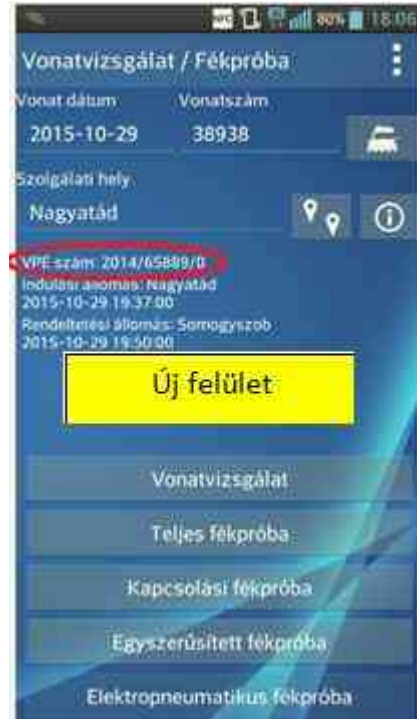 80% 18:06
Vonatvizsgálat / Fékpróba
Vonat dátum Vonatszám
2015-10-29 38938
Szolgálati hely
Nagyatád
VPE szám: 2014/65889/0
Indulási állomás: Nagyatád
2015-10-29 19:37:00
Rendeltetési állomás: Somogyszob
2015-10-29 19:50:00
Új felület
Vonatvizsgálat
Teljes fékpróba
Kapcsolási fékpróba
Egyszerűsített fékpróba
Elektropneumatikus fékpróba